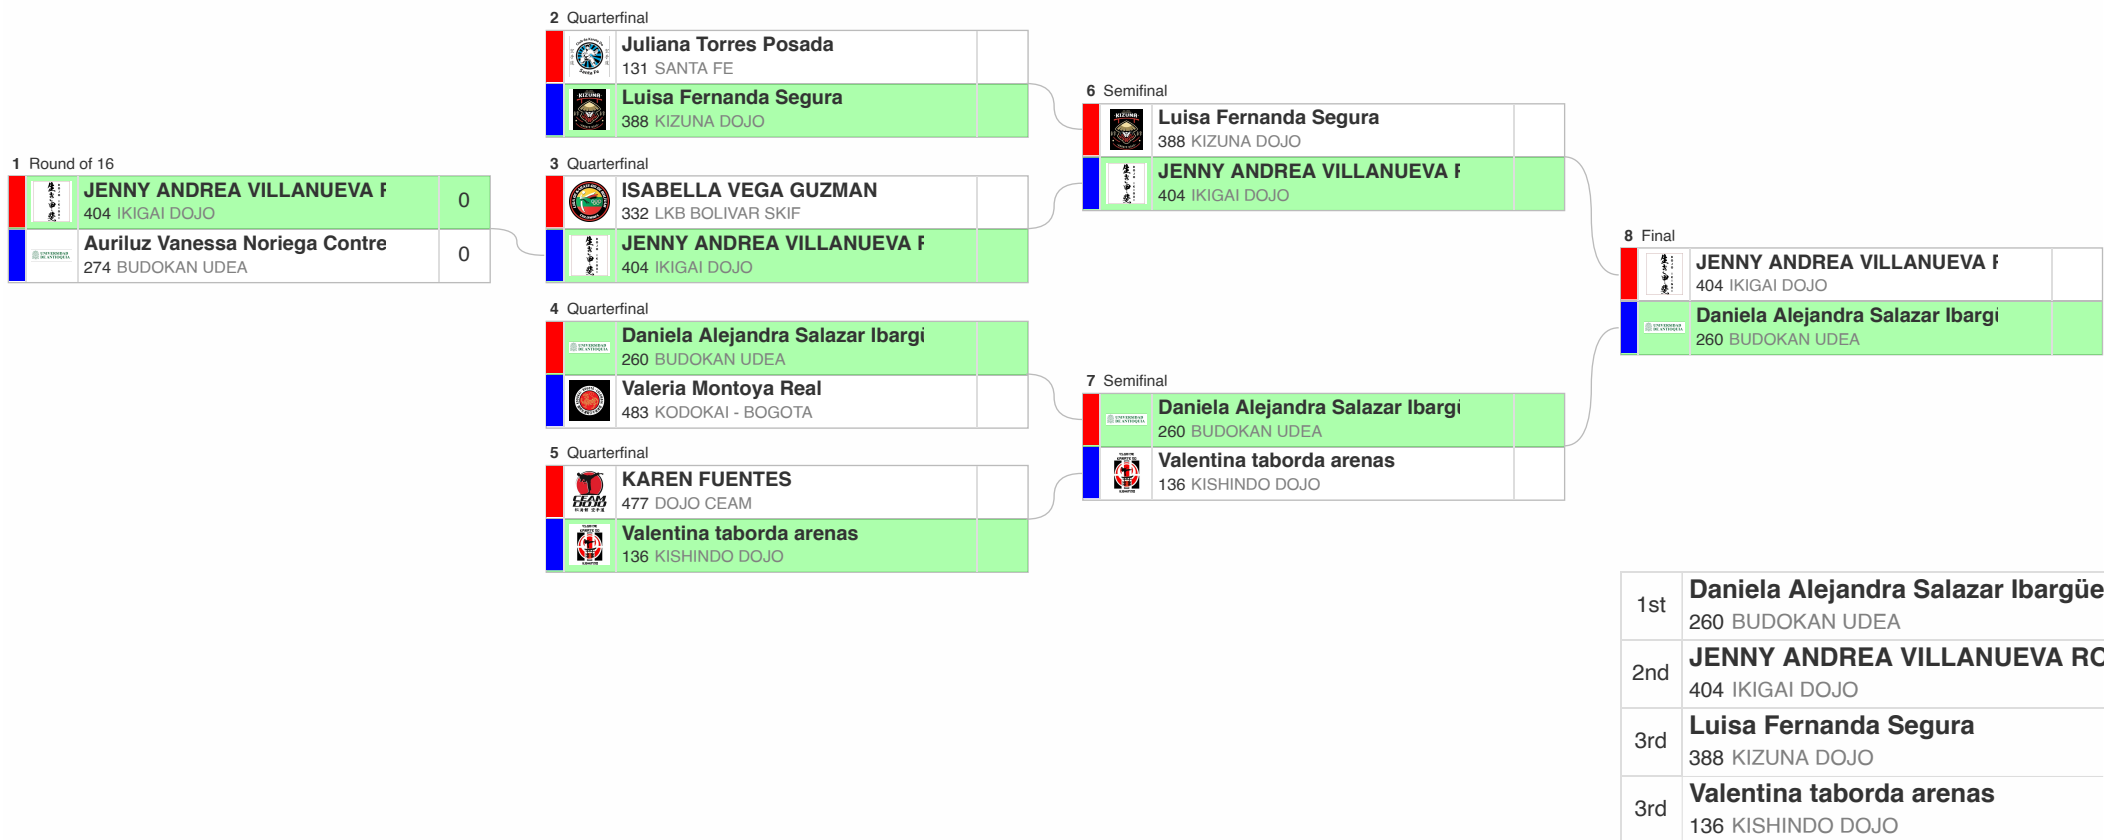 1 Round of 16
JENNY ANDREA VILLANUEVA F
404 IKIGAI DOJO
0
Auriluz Vanessa Noriega Contre
274 BUDOKAN UDEA
0
2 Quarterfinal
Juliana Torres Posada
131 SANTA FE
Luisa Fernanda Segura
388 KIZUNA DOJO
3 Quarterfinal
ISABELLA VEGA GUZMAN
332 LKB BOLIVAR SKIF
JENNY ANDREA VILLANUEVA F
404 IKIGAI DOJO
4 Quarterfinal
Daniela Alejandra Salazar Ibargü
260 BUDOKAN UDEA
Valeria Montoya Real
483 KODOKAI - BOGOTA
5 Quarterfinal
KAREN FUENTES
477 DOJO CEAM
Valentina taborda arenas
136 KISHINDO DOJO
6 Semifinal
Luisa Fernanda Segura
388 KIZUNA DOJO
JENNY ANDREA VILLANUEVA F
404 IKIGAI DOJO
7 Semifinal
Daniela Alejandra Salazar Ibargü
260 BUDOKAN UDEA
Valentina taborda arenas
136 KISHINDO DOJO
8 Final
JENNY ANDREA VILLANUEVA F
404 IKIGAI DOJO
Daniela Alejandra Salazar Ibargü
260 BUDOKAN UDEA
1st
Daniela Alejandra Salazar Ibargüe
260 BUDOKAN UDEA
2nd
JENNY ANDREA VILLANUEVA RO
404 IKIGAI DOJO
3rd
Luisa Fernanda Segura
388 KIZUNA DOJO
3rd
Valentina taborda arenas
136 KISHINDO DOJO